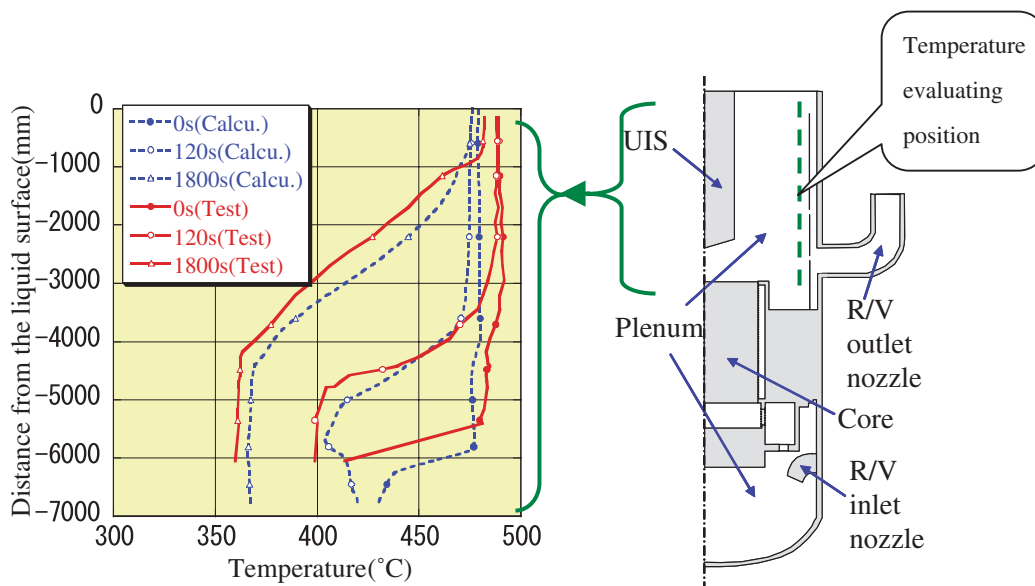 Distance from the liquid surface(mm)
0
-1000
-2000
-3000
-4000
-5000
-6000
-7000
0s(Calcu.)
120s(Calcu.)
1800s(Calcu.)
0s(Test)
120s(Test)
1800s(Test)
300
350
400
450
500
Temperature(˚C)
Temperature
evaluating
position
UIS
Plenum
R/V
outlet
nozzle
Core
R/V
inlet
nozzle